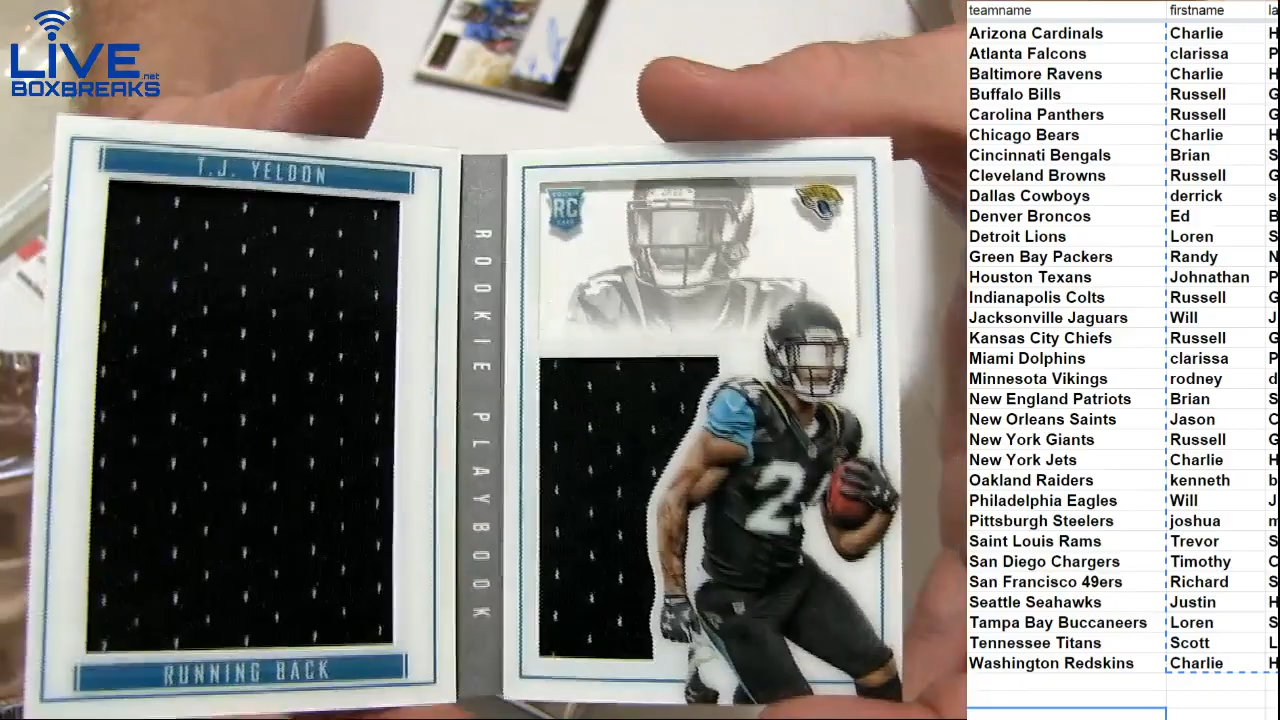 LIVE
BOXBREAKS
.net
T.J. YELDON
RUNNING BACK
ROOKIE PLAYBOOK
ROOKIE
RC
2
teamname firstname la
Arizona Cardinals Charlie H
Atlanta Falcons clarissa P
Baltimore Ravens Charlie H
Buffalo Bills Russell G
Carolina Panthers Russell G
Chicago Bears Charlie H
Cincinnati Bengals Brian S
Cleveland Browns Russell G
Dallas Cowboys derrick s
Denver Broncos Ed B
Detroit Lions Loren S
Green Bay Packers Randy N
Houston Texans Johnathan P
Indianapolis Colts Russell G
Jacksonville Jaguars Will J
Kansas City Chiefs Russell G
Miami Dolphins clarissa P
Minnesota Vikings rodney D
New England Patriots Brian S
New Orleans Saints Jason C
New York Giants Russell G
New York Jets Charlie H
Oakland Raiders kenneth b
Philadelphia Eagles Will J
Pittsburgh Steelers joshua m
Saint Louis Rams Trevor S
San Diego Chargers Timothy C
San Francisco 49ers Richard S
Seattle Seahawks Justin H
Tampa Bay Buccaneers Loren S
Tennessee Titans Scott L
Washington Redskins Charlie H